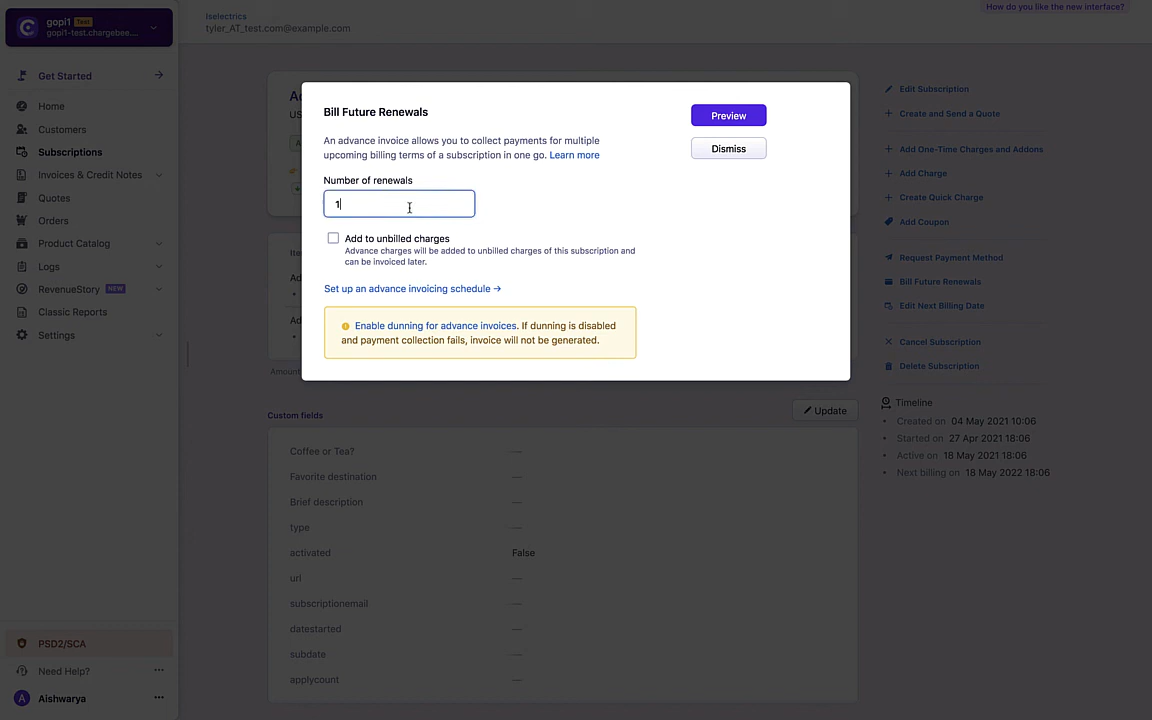 gopi1 Test
gopi1-test.chargebee....
Get Started
Home
Customers
Subscriptions
Invoices & Credit Notes
Quotes
Orders
Product Catalog
Logs
RevenueStory NEW
Classic Reports
Settings
PSD2/SCA
Need Help?
A Aishwarya
Iselectrics
tyler_AT_test.com@example.com
How do you like the new interface?
Bill Future Renewals
An advance invoice allows you to collect payments for multiple
upcoming billing terms of a subscription in one go. Learn more
Number of renewals
1
Add to unbilled charges
Advance charges will be added to unbilled charges of this subscription and
can be invoiced later.
Set up an advance invoicing schedule →
Enable dunning for advance invoices. If dunning is disabled
and payment collection fails, invoice will not be generated.
Preview
Dismiss
Amount
Custom fields
Update
Coffee or Tea? —
Favorite destination —
Brief description —
type —
activated False
url —
subscriptionemail —
datestarted —
subdate —
applycount —
Edit Subscription
Create and Send a Quote
Add One-Time Charges and Addons
Add Charge
Create Quick Charge
Add Coupon
Request Payment Method
Bill Future Renewals
Edit Next Billing Date
Cancel Subscription
Delete Subscription
Timeline
• Created on 04 May 2021 10:06
• Started on 27 Apr 2021 18:06
• Active on 18 May 2021 18:06
• Next billing on 18 May 2022 18:06